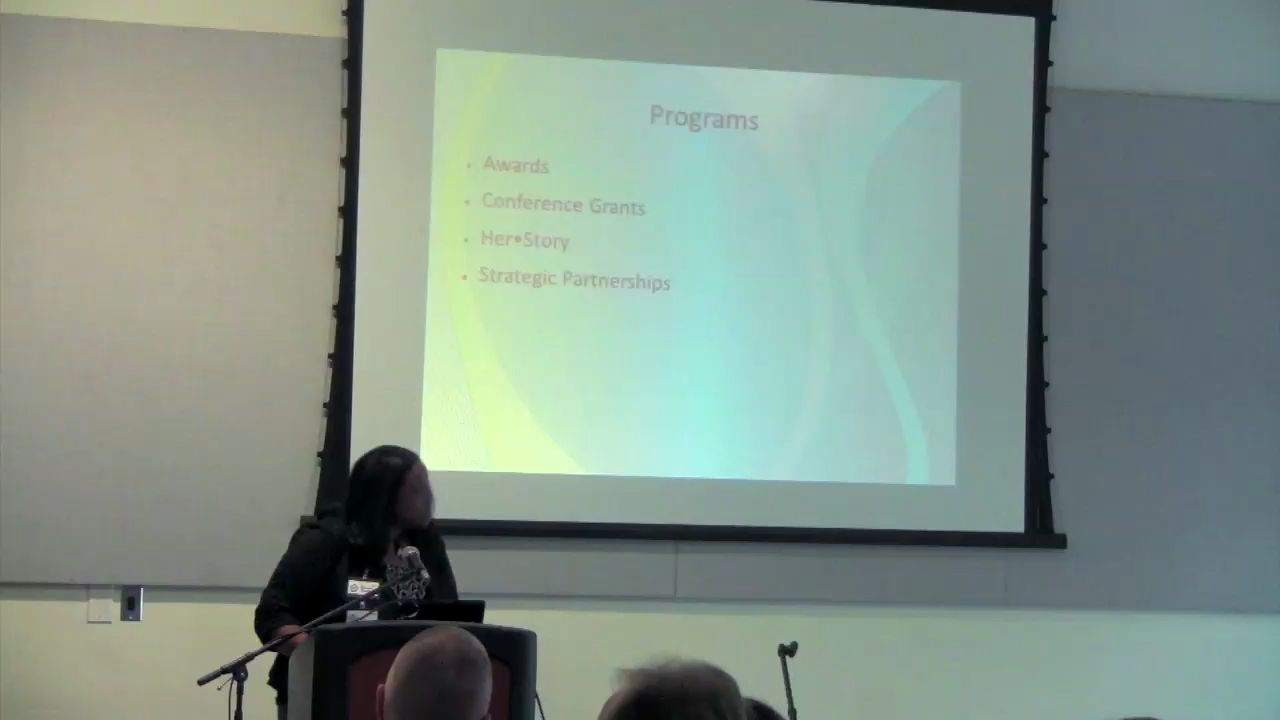 Programs
• Awards
• Conference Grants
• Her•Story
• Strategic Partnerships